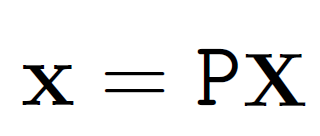 x = PX